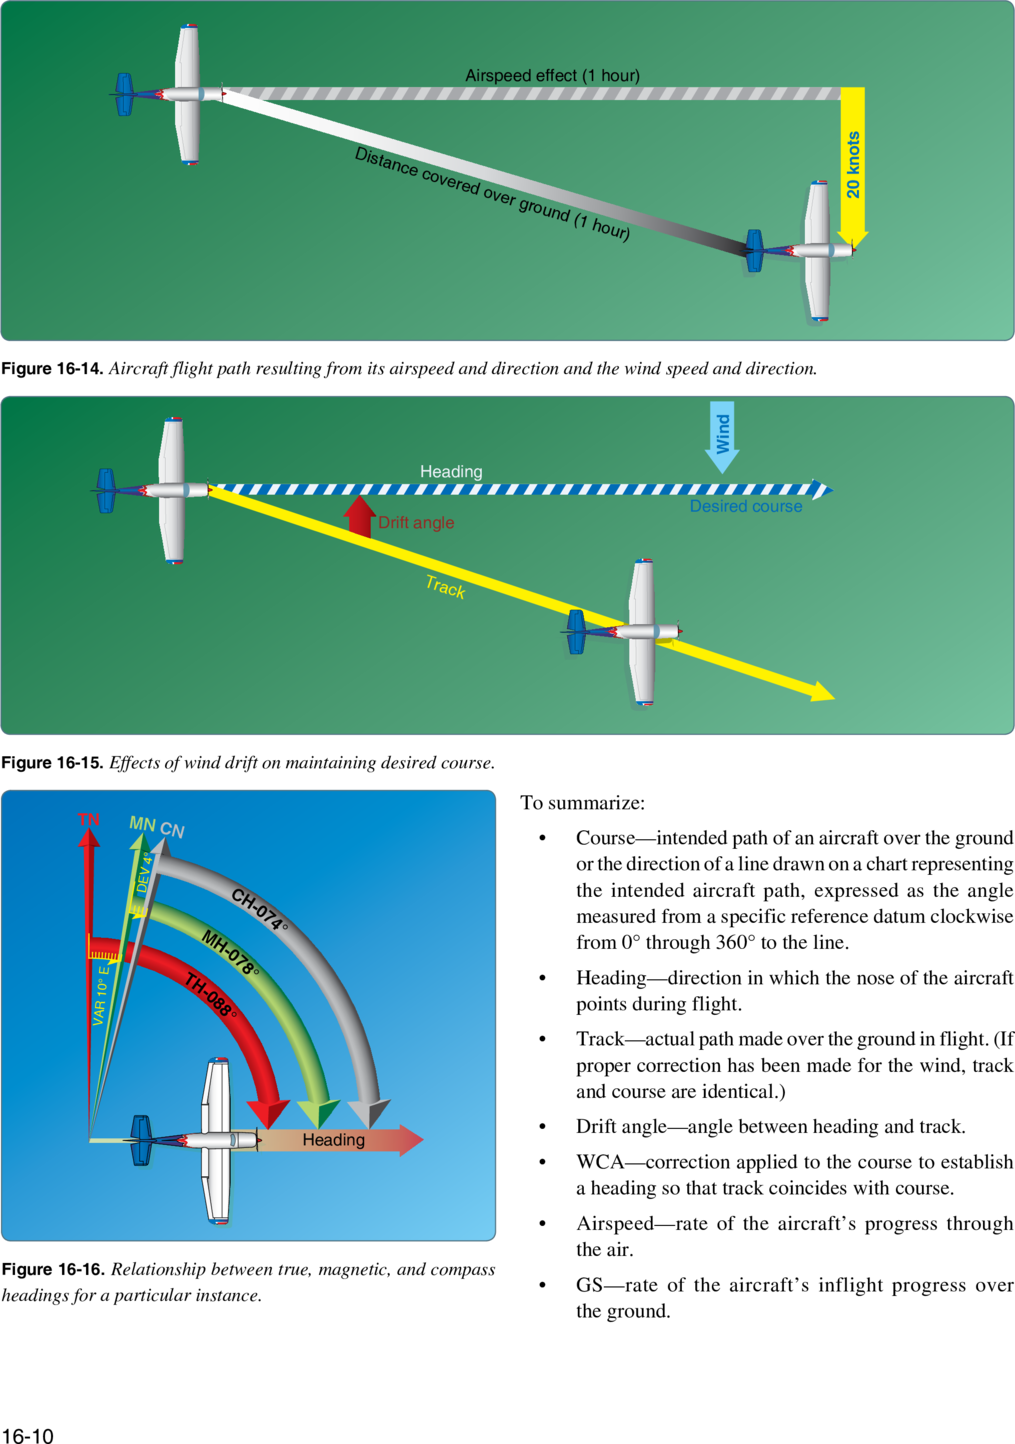 Airspeed effect (1 hour)
20 knots
Distance covered over ground (1 hour)
Figure 16-14. Aircraft flight path resulting from its airspeed and direction and the wind speed and direction.
Wind
Heading
Desired course
Drift angle
Track
Figure 16-15. Effects of wind drift on maintaining desired course.
TN
MN
CN
DEV 4°
CH-074°
MH-078°
TH-088°
VAR 10° E
Heading
Figure 16-16. Relationship between true, magnetic, and compass
headings for a particular instance.
To summarize:
• Course—intended path of an aircraft over the ground
or the direction of a line drawn on a chart representing
the intended aircraft path, expressed as the angle
measured from a specific reference datum clockwise
from 0° through 360° to the line.
• Heading—direction in which the nose of the aircraft
points during flight.
• Track—actual path made over the ground in flight. (If
proper correction has been made for the wind, track
and course are identical.)
• Drift angle—angle between heading and track.
• WCA—correction applied to the course to establish
a heading so that track coincides with course.
• Airspeed—rate of the aircraft’s progress through
the air.
• GS—rate of the aircraft’s inflight progress over
the ground.
16-10